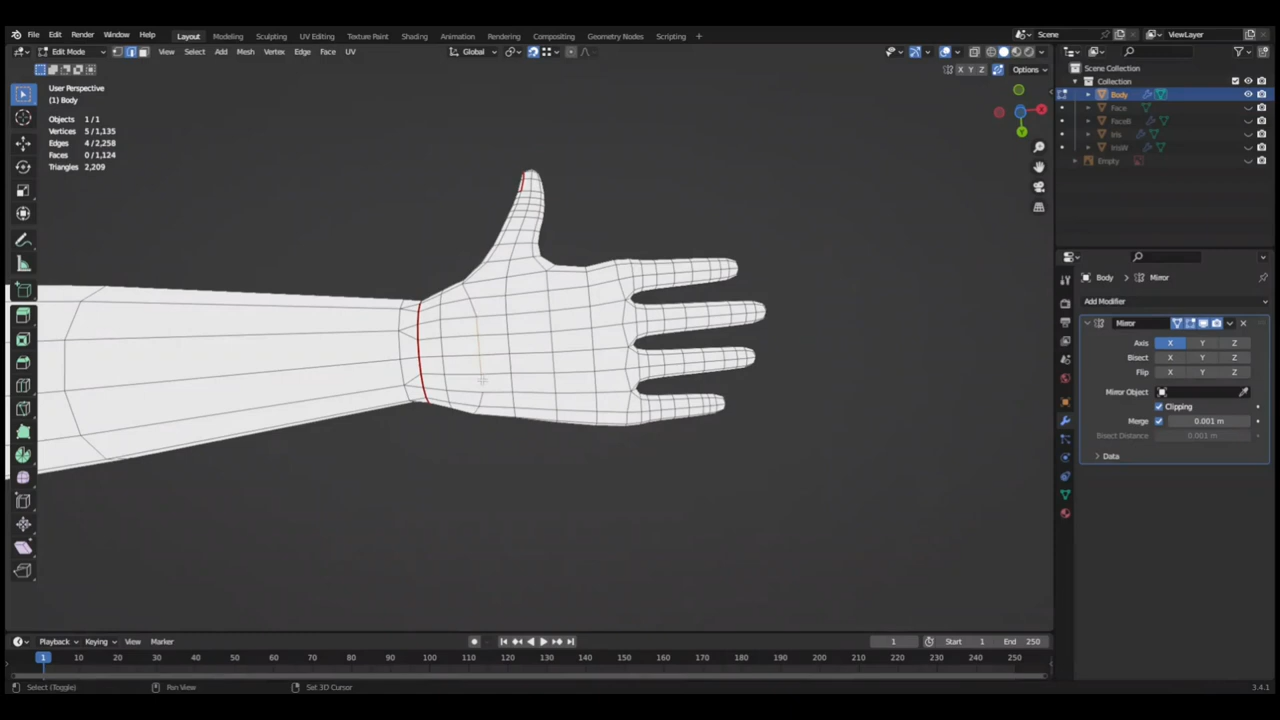 File Edit Render Window Help Layout Modeling Sculpting UV Editing Texture Paint Shading Animation Rendering Compositing Geometry Nodes Scripting + Scene ViewLayer
Edit Mode View Select Add Mesh Vertex Edge Face UV Global
X Y Z Options
User Perspective
(1) Body
Objects 1/1
Vertices 5/1,135
Edges 4/2,258
Faces 0/1,124
Triangles 2,209
Scene Collection
Collection
Body
Face
FaceB
Iris
IrisW
Empty
Body > Mirror
Add Modifier
Mirror
Axis X Y Z
Bisect X Y Z
Flip X Y Z
Mirror Object
Clipping
Merge 0.001 m
Bisect Distance 0.001 m
Data
Playback Keying View Marker 1 Start 1 End 250
1 10 20 30 40 50 60 70 80 90 100 110 120 130 140 150 160 170 180 190 200 210 220 230 240 250
Select (Toggle) Pan View Set 3D Cursor 3.4.1